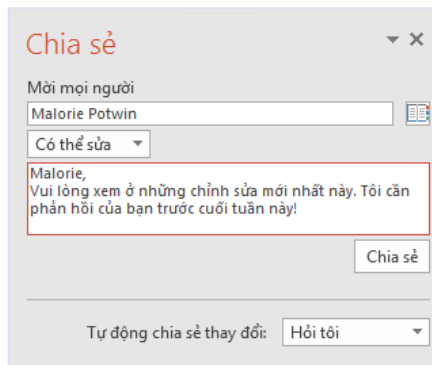 Chia sẻ
Mời mọi người
Malorie Potwin
Có thể sửa
Malorie,
Vui lòng xem ở những chỉnh sửa mới nhất này. Tôi cần
phản hồi của bạn trước cuối tuần này!
Chia sẻ
Tự động chia sẻ thay đổi: Hỏi tôi